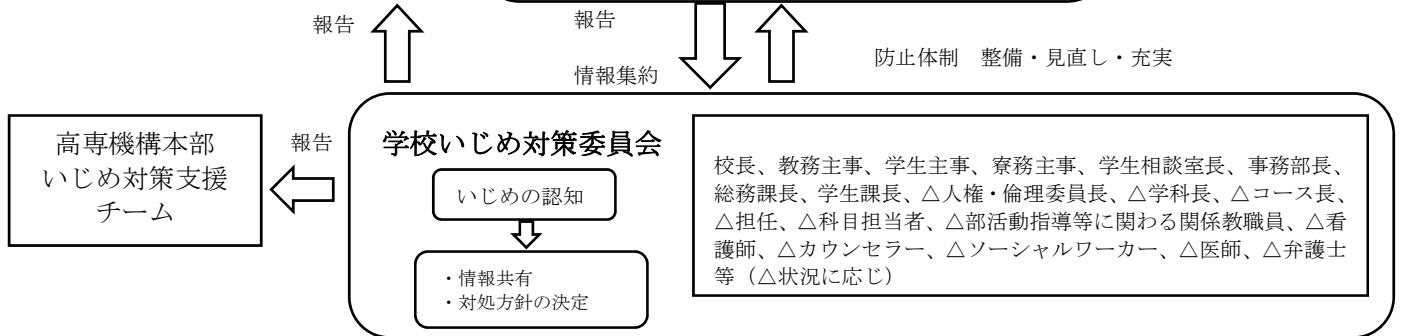 報告
報告
情報集約
防止体制　整備・見直し・充実
高専機構本部
いじめ対策支援
チーム
報告
学校いじめ対策委員会
いじめの認知
・情報共有
・対処方針の決定
校長、教務主事、学生主事、寮務主事、学生相談室長、事務部長、
総務課長、学生課長、△人権・倫理委員長、△学科長、△コース長、
△担任、△科目担当者、△部活動指導等に関わる関係教職員、△看
護師、△カウンセラー、△ソーシャルワーカー、△医師、△弁護士
等（△状況に応じ）